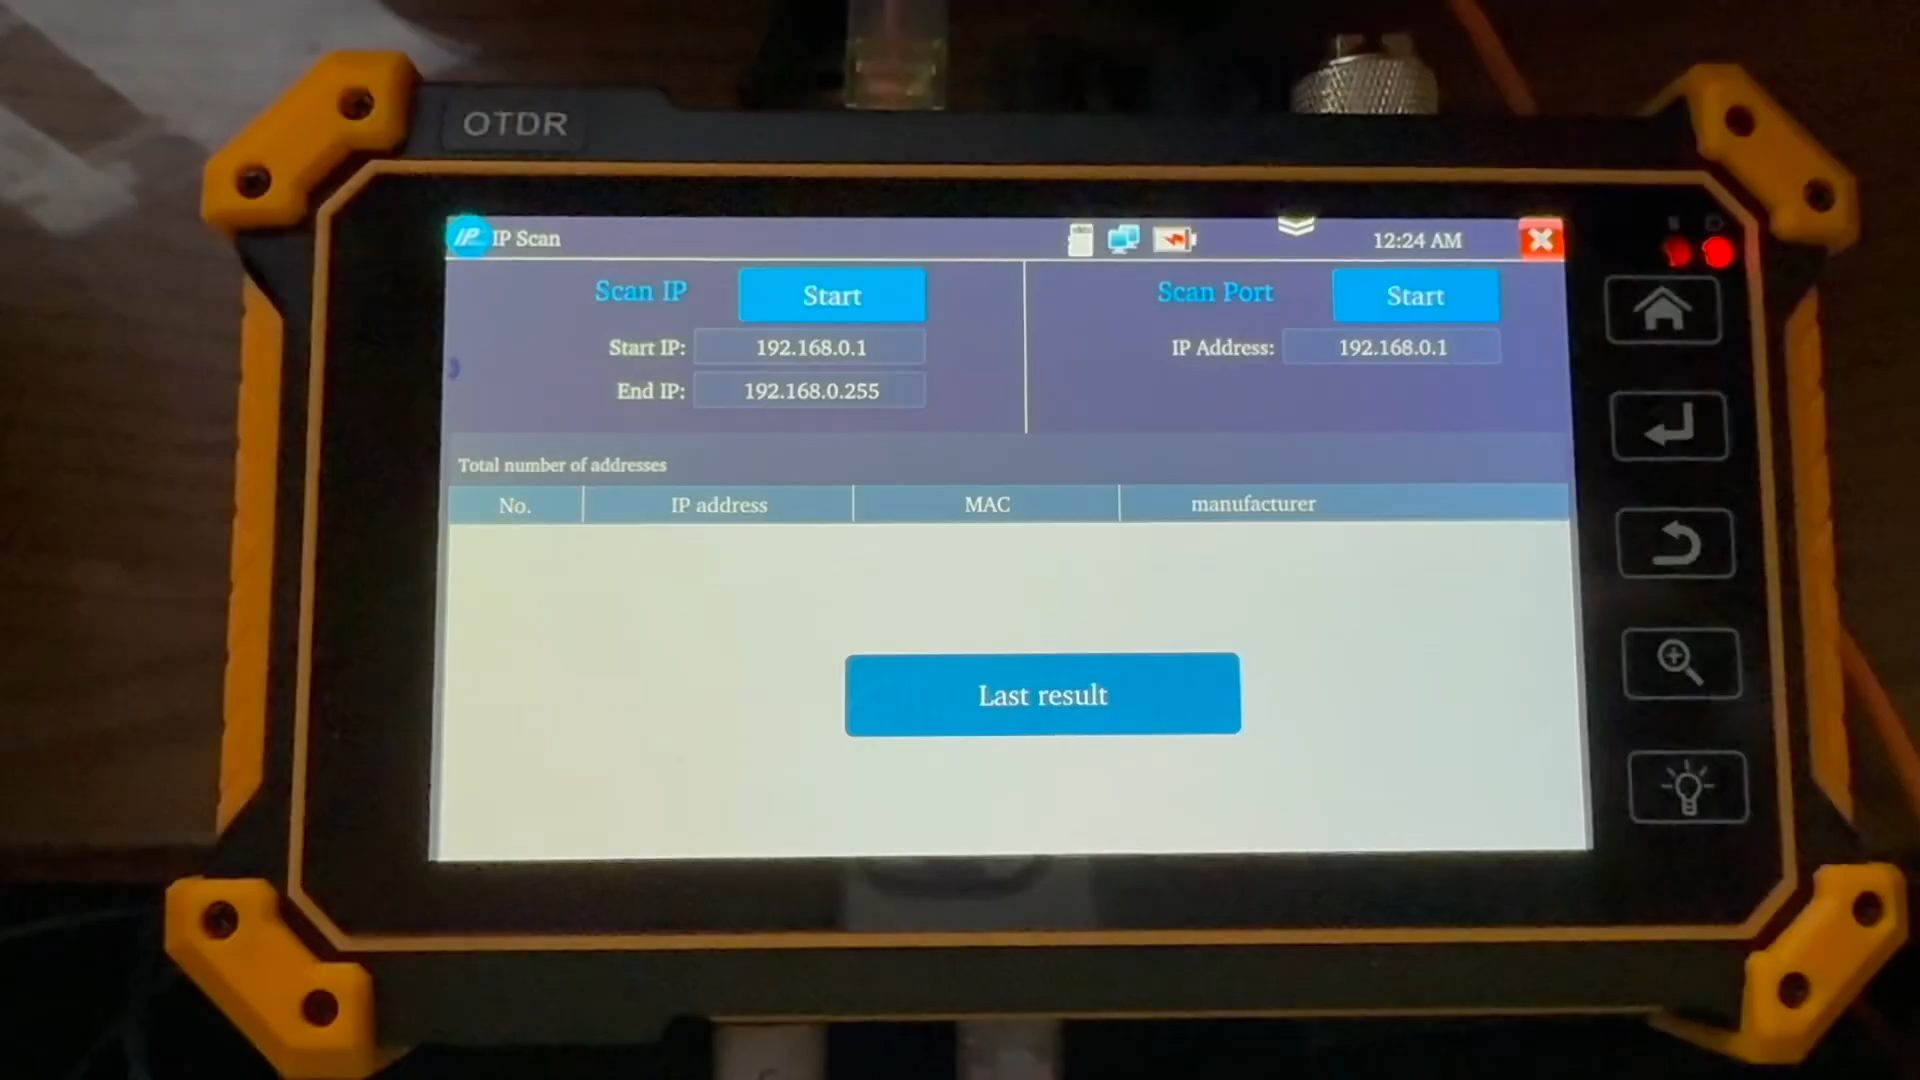 OTDR
IP IP Scan 12:24 AM
Scan IP Start
Start IP: 192.168.0.1
End IP: 192.168.0.255
Scan Port Start
IP Address: 192.168.0.1
Total number of addresses
No. IP address MAC manufacturer
Last result